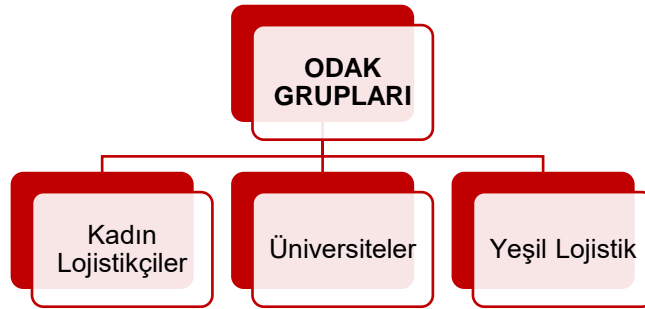 ODAK
GRUPLARI
Kadın
Lojistikçiler
Üniversiteler
Yeşil Lojistik